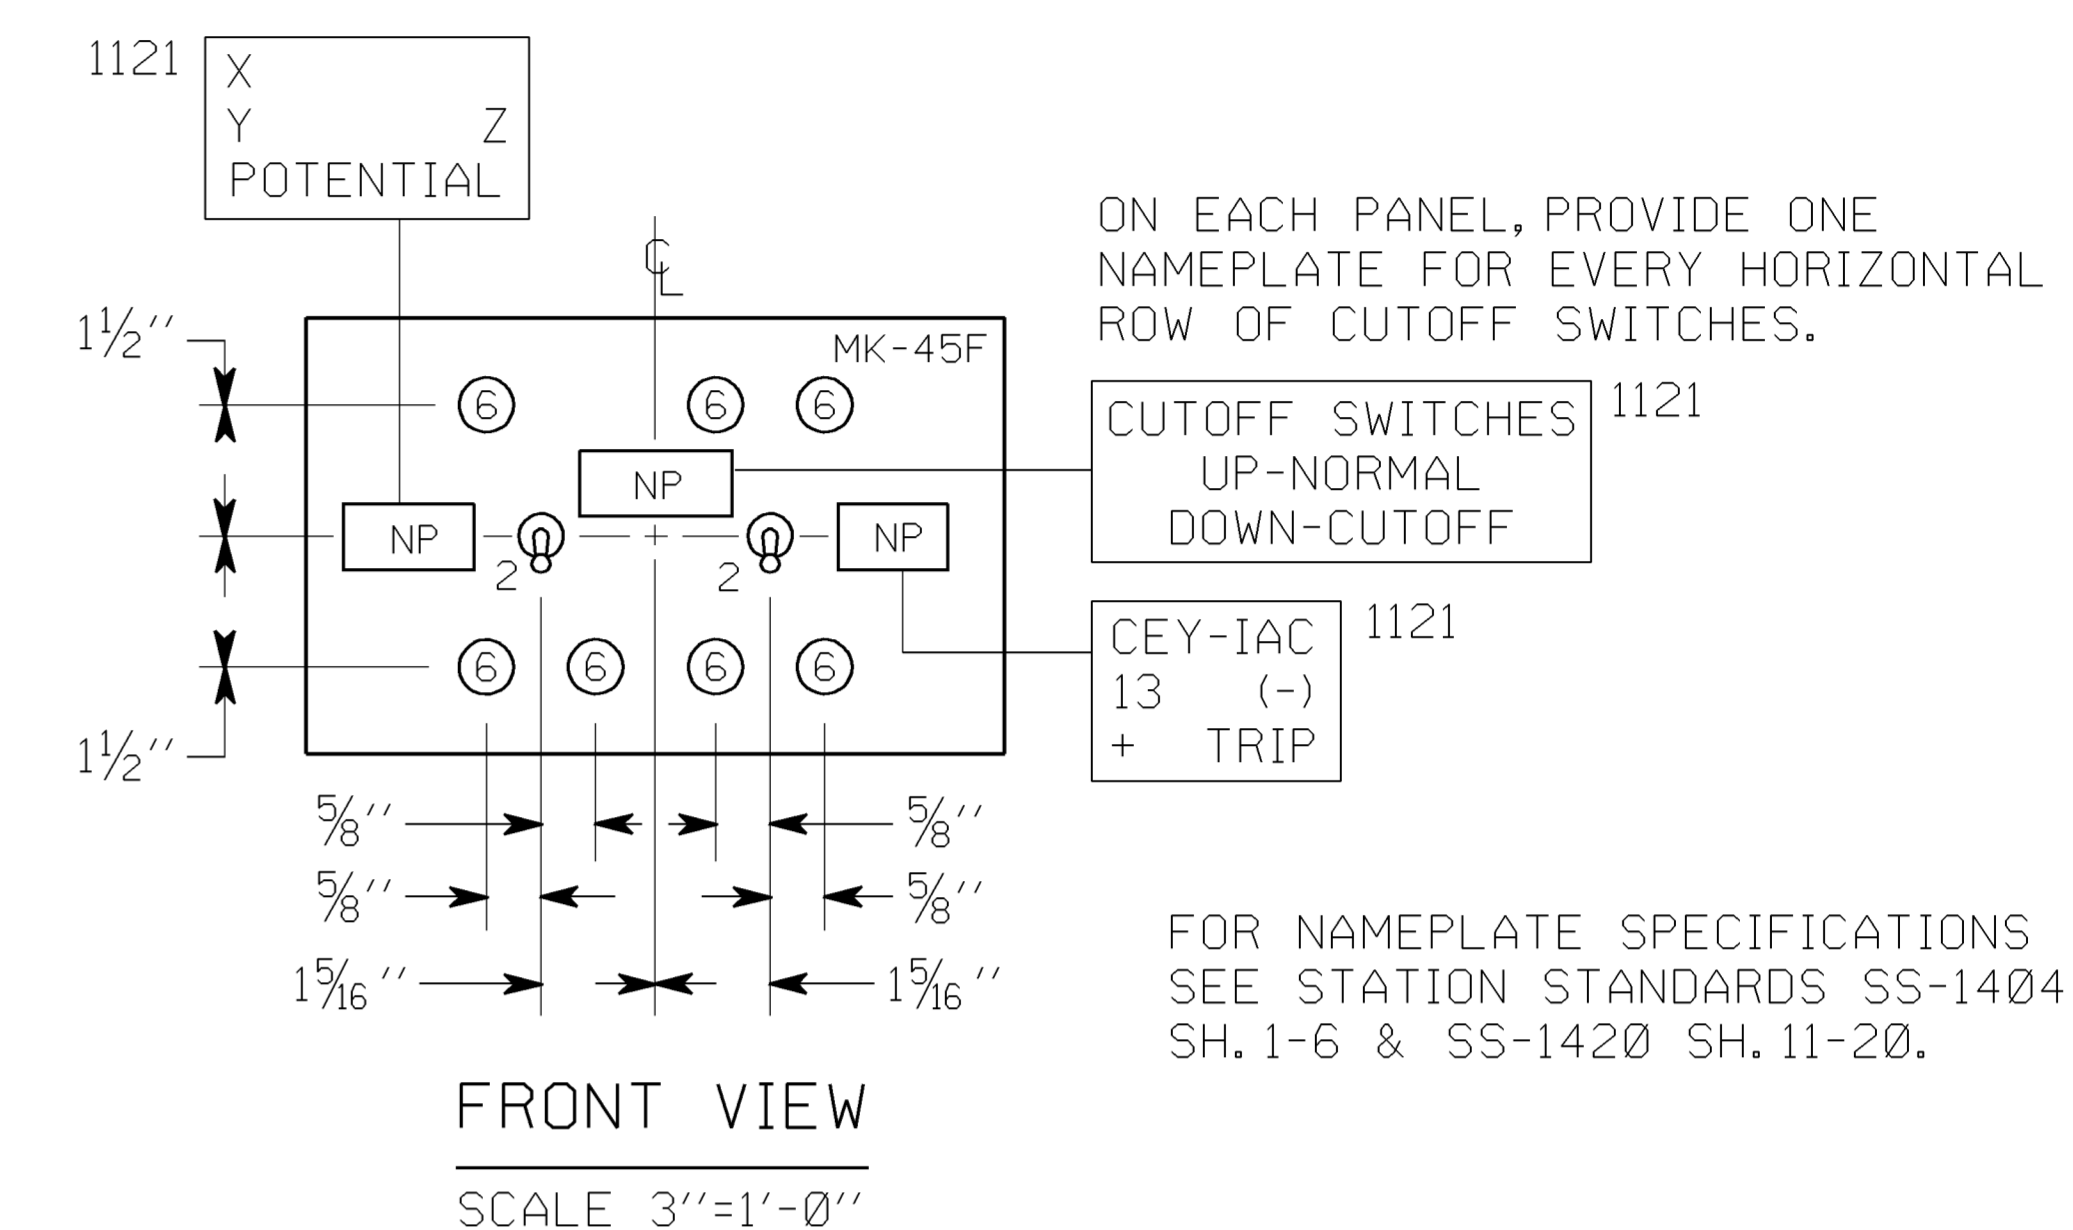 1121
X
Y Z
POTENTIAL
C
L
ON EACH PANEL, PROVIDE ONE
NAMEPLATE FOR EVERY HORIZONTAL
ROW OF CUTOFF SWITCHES.
1 1/2"
MK-45F
6 6 6
CUTOFF SWITCHES
UP-NORMAL
DOWN-CUTOFF
1121
NP
NP NP
2 2
CEY-IAC
13 (-)
+ TRIP
1121
6 6 6 6
1 1/2"
5/8" 5/8"
5/8" 5/8"
1 5/16" 1 5/16"
FOR NAMEPLATE SPECIFICATIONS
SEE STATION STANDARDS SS-1404
SH. 1-6 & SS-1420 SH. 11-20.
FRONT VIEW
SCALE 3"=1'-0"